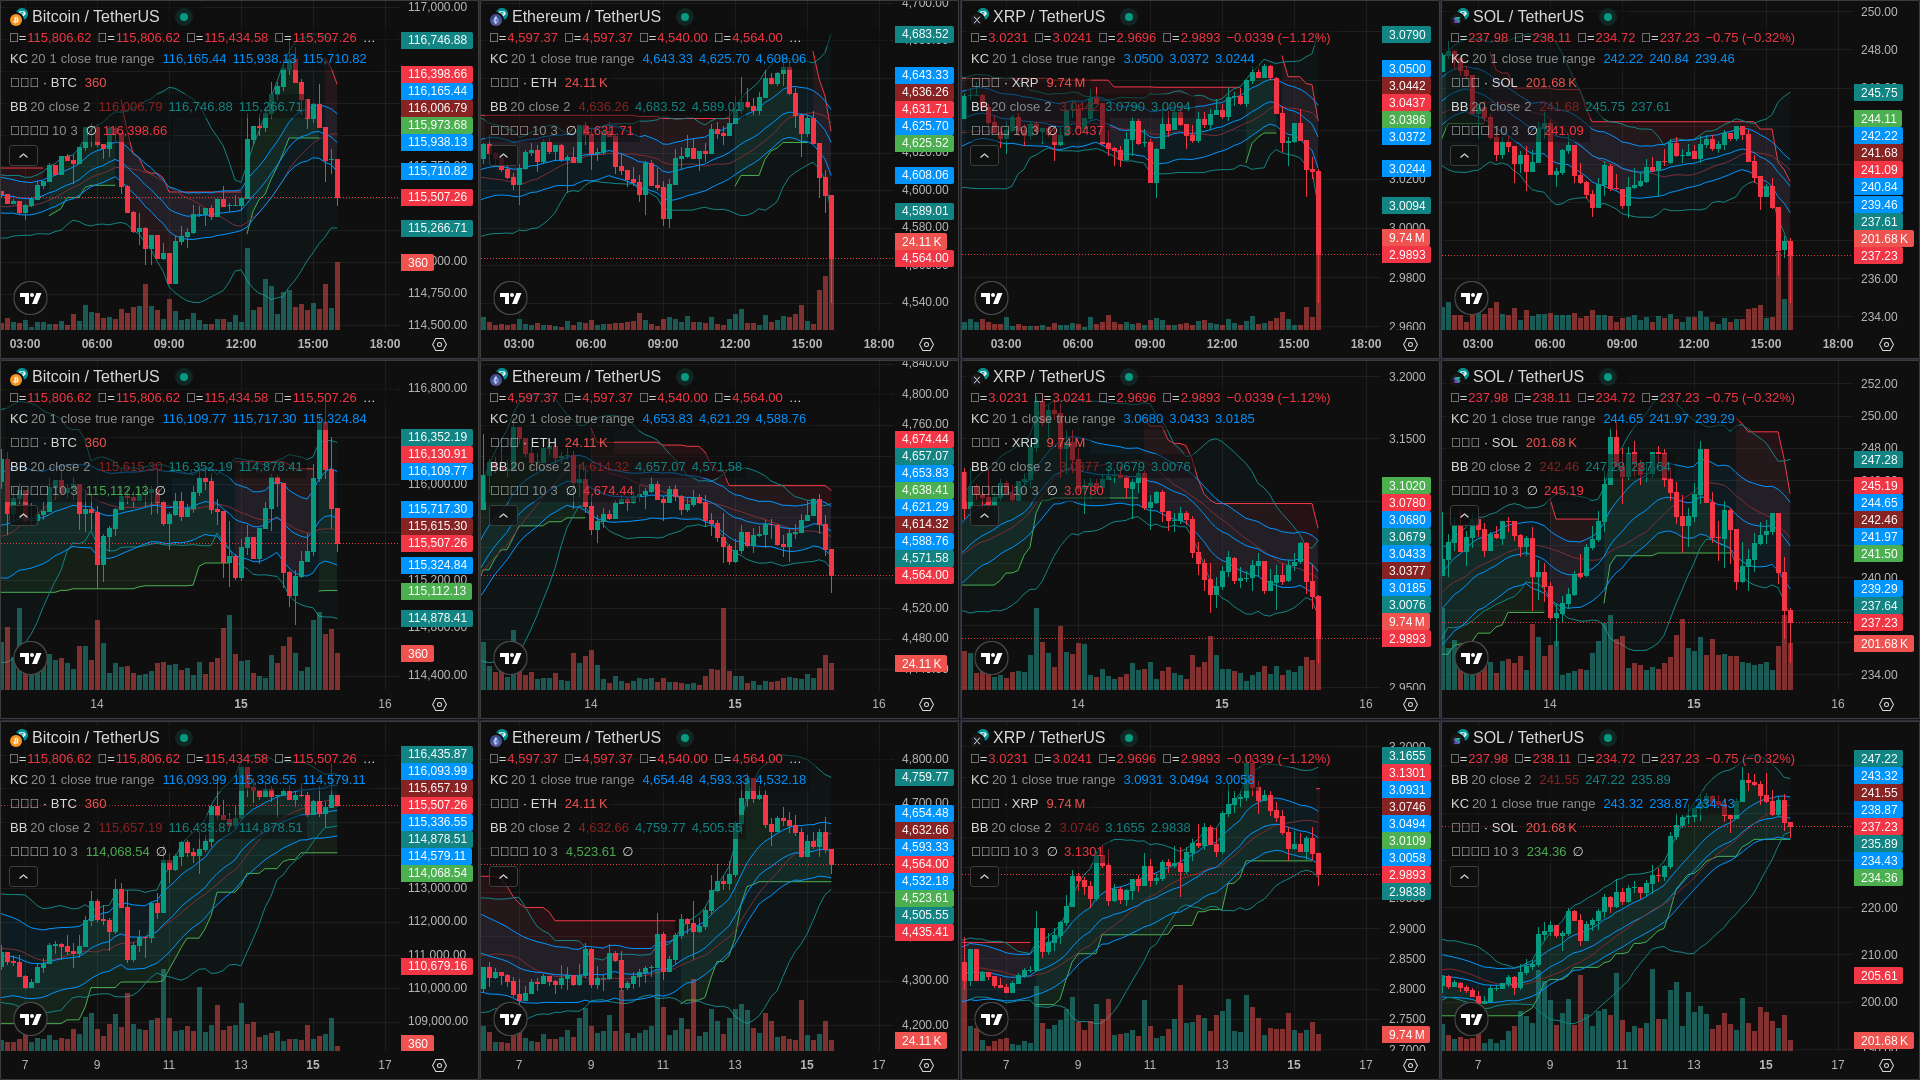 Bitcoin / TetherUS
=115,806.62 =115,806.62 =115,434.58 =115,507.26 ...
KC 20 1 close true range 116,165.44 115,938.13 115,710.82
· BTC 360
BB 20 close 2 116,006.79 116,746.88 115,266.71
10 3 ∅ 116,398.66
117,000.00
116,746.88
116,398.66
116,165.44
116,006.79
115,973.68
115,938.13
115,710.82
115,507.26
115,266.71
360
114,750.00
114,500.00
03:00 06:00 09:00 12:00 15:00 18:00
Ethereum / TetherUS
=4,597.37 =4,597.37 =4,540.00 =4,564.00 ...
KC 20 1 close true range 4,643.33 4,625.70 4,608.06
· ETH 24.11 K
BB 20 close 2 4,636.26 4,683.52 4,589.01
10 3 ∅ 4,631.71
4,700.00
4,683.52
4,643.33
4,636.26
4,631.71
4,625.70
4,625.52
4,608.06
4,600.00
4,589.01
4,580.00
24.11 K
4,564.00
4,540.00
03:00 06:00 09:00 12:00 15:00 18:00
XRP / TetherUS
=3.0231 =3.0241 =2.9696 =2.9893 −0.0339 (−1.12%)
KC 20 1 close true range 3.0500 3.0372 3.0244
· XRP 9.74 M
BB 20 close 2 3.0442 3.0790 3.0094
10 3 ∅ 3.0437
3.0790
3.0500
3.0442
3.0437
3.0386
3.0372
3.0244
3.0200
3.0094
3.0000
9.74 M
2.9893
2.9800
2.9600
03:00 06:00 09:00 12:00 15:00 18:00
SOL / TetherUS
=237.98 =238.11 =234.72 =237.23 −0.75 (−0.32%)
KC 20 1 close true range 242.22 240.84 239.46
· SOL 201.68 K
BB 20 close 2 241.68 245.75 237.61
10 3 ∅ 241.09
250.00
248.00
245.75
244.11
242.22
241.68
241.09
240.84
239.46
237.61
201.68 K
237.23
236.00
234.00
03:00 06:00 09:00 12:00 15:00 18:00
Bitcoin / TetherUS
=115,806.62 =115,806.62 =115,434.58 =115,507.26 ...
KC 20 1 close true range 116,109.77 115,717.30 115,324.84
· BTC 360
BB 20 close 2 115,615.30 116,352.19 114,878.41
10 3 115,112.13 ∅
116,800.00
116,352.19
116,130.91
116,109.77
116,000.00
115,717.30
115,615.30
115,507.26
115,324.84
115,200.00
115,112.13
114,878.41
114,800.00
360
114,400.00
14 15 16
Ethereum / TetherUS
=4,597.37 =4,597.37 =4,540.00 =4,564.00 ...
KC 20 1 close true range 4,653.83 4,621.29 4,588.76
· ETH 24.11 K
BB 20 close 2 4,614.32 4,657.07 4,571.58
10 3 ∅ 4,674.44
4,840.00
4,800.00
4,760.00
4,674.44
4,657.07
4,653.83
4,638.41
4,621.29
4,614.32
4,588.76
4,571.58
4,564.00
4,520.00
4,480.00
24.11 K
14 15 16
XRP / TetherUS
=3.0231 =3.0241 =2.9696 =2.9893 −0.0339 (−1.12%)
KC 20 1 close true range 3.0680 3.0433 3.0185
· XRP 9.74 M
BB 20 close 2 3.0377 3.0679 3.0076
10 3 ∅ 3.0780
3.2000
3.1500
3.1020
3.0780
3.0680
3.0679
3.0433
3.0377
3.0185
3.0076
9.74 M
2.9893
2.9500
14 15 16
SOL / TetherUS
=237.98 =238.11 =234.72 =237.23 −0.75 (−0.32%)
KC 20 1 close true range 244.65 241.97 239.29
· SOL 201.68 K
BB 20 close 2 242.46 247.28 237.64
10 3 ∅ 245.19
252.00
250.00
248.00
247.28
245.19
244.65
242.46
241.97
241.50
240.00
239.29
237.64
237.23
201.68 K
234.00
14 15 16
Bitcoin / TetherUS
=115,806.62 =115,806.62 =115,434.58 =115,507.26 ...
KC 20 1 close true range 116,093.99 115,336.55 114,579.11
· BTC 360
BB 20 close 2 115,657.19 116,435.87 114,878.51
10 3 114,068.54 ∅
116,435.87
116,093.99
115,657.19
115,507.26
115,336.55
114,878.51
114,579.11
114,068.54
113,000.00
112,000.00
111,000.00
110,679.16
110,000.00
109,000.00
360
7 9 11 13 15 17
Ethereum / TetherUS
=4,597.37 =4,597.37 =4,540.00 =4,564.00 ...
KC 20 1 close true range 4,654.48 4,593.33 4,532.18
· ETH 24.11 K
BB 20 close 2 4,632.66 4,759.77 4,505.55
10 3 4,523.61 ∅
4,800.00
4,759.77
4,700.00
4,654.48
4,632.66
4,593.33
4,564.00
4,532.18
4,523.61
4,505.55
4,435.41
4,300.00
4,200.00
24.11 K
7 9 11 13 15 17
XRP / TetherUS
=3.0231 =3.0241 =2.9696 =2.9893 −0.0339 (−1.12%)
KC 20 1 close true range 3.0931 3.0494 3.0058
· XRP 9.74 M
BB 20 close 2 3.0746 3.1655 2.9838
10 3 ∅ 3.1301
3.2000
3.1655
3.1301
3.0931
3.0746
3.0494
3.0109
3.0058
2.9893
2.9838
2.9000
2.8500
2.8000
2.7500
9.74 M
2.7000
7 9 11 13 15 17
SOL / TetherUS
=237.98 =238.11 =234.72 =237.23 −0.75 (−0.32%)
BB 20 close 2 241.55 247.22 235.89
KC 20 1 close true range 243.32 238.87 234.43
· SOL 201.68 K
10 3 234.36 ∅
247.22
243.32
241.55
238.87
237.23
235.89
234.43
234.36
220.00
210.00
205.61
200.00
201.68 K
9 11 13 15 17